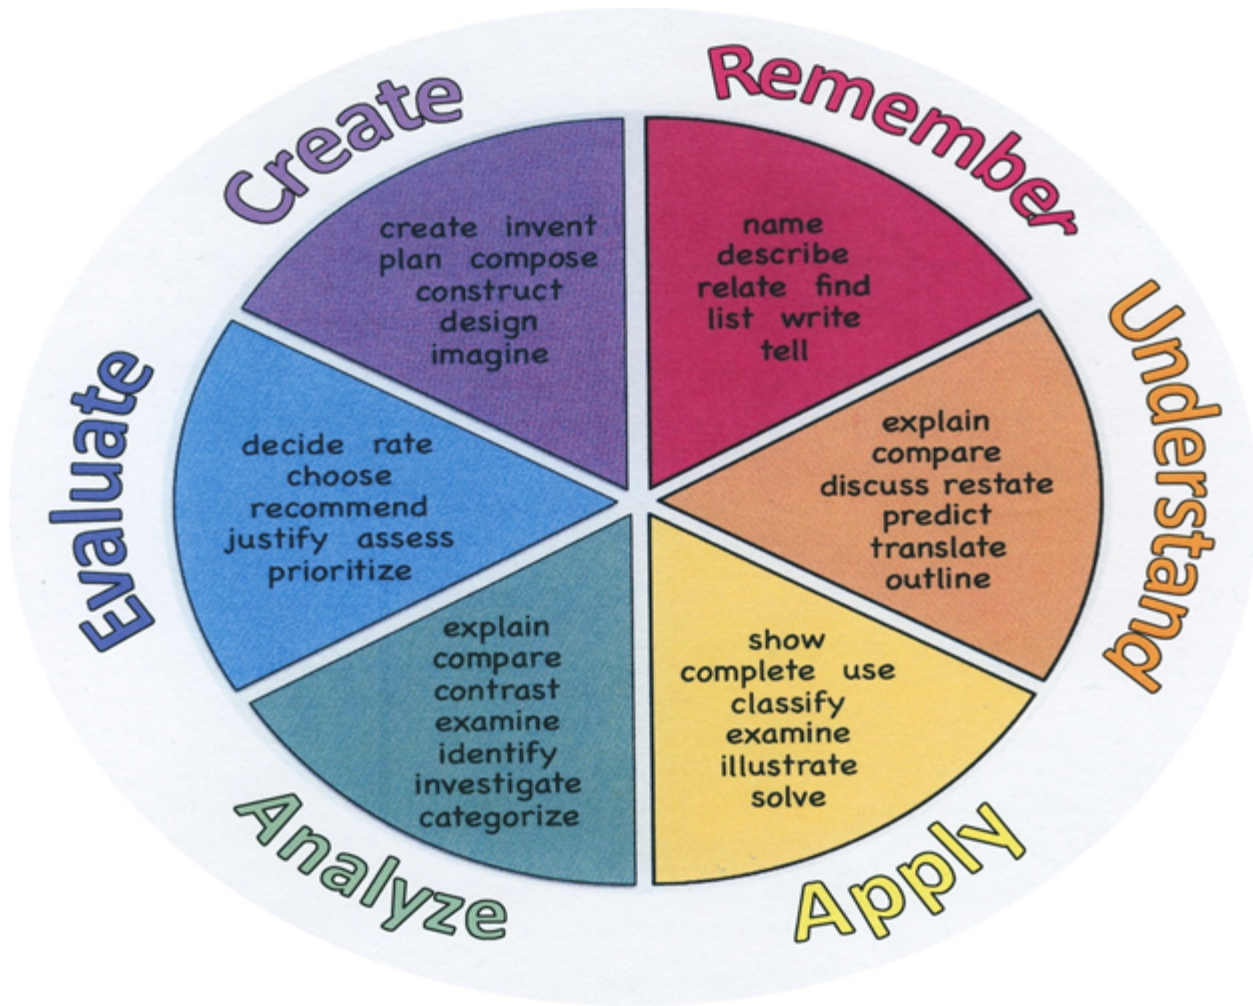 Remember
name
describe
relate find
list write
tell
Understand
explain
compare
discuss restate
predict
translate
outline
Apply
show
complete use
classify
examine
illustrate
solve
Analyze
explain
compare
contrast
examine
identify
investigate
categorize
Evaluate
decide rate
choose
recommend
justify assess
prioritize
Create
create invent
plan compose
construct
design
imagine